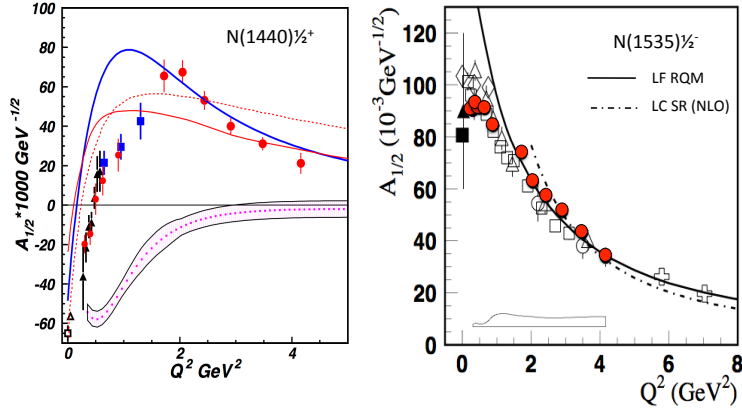 N(1440)½⁺
A₁/₂*1000 GeV⁻¹/²
80
60
40
20
0
-20
-40
-60
0
2
4
Q² GeV²
N(1535)½⁻
LF RQM
LC SR (NLO)
A₁/₂ (10⁻³GeV⁻¹/²)
120
100
80
60
40
20
0
0
2
4
6
8
Q² (GeV²)